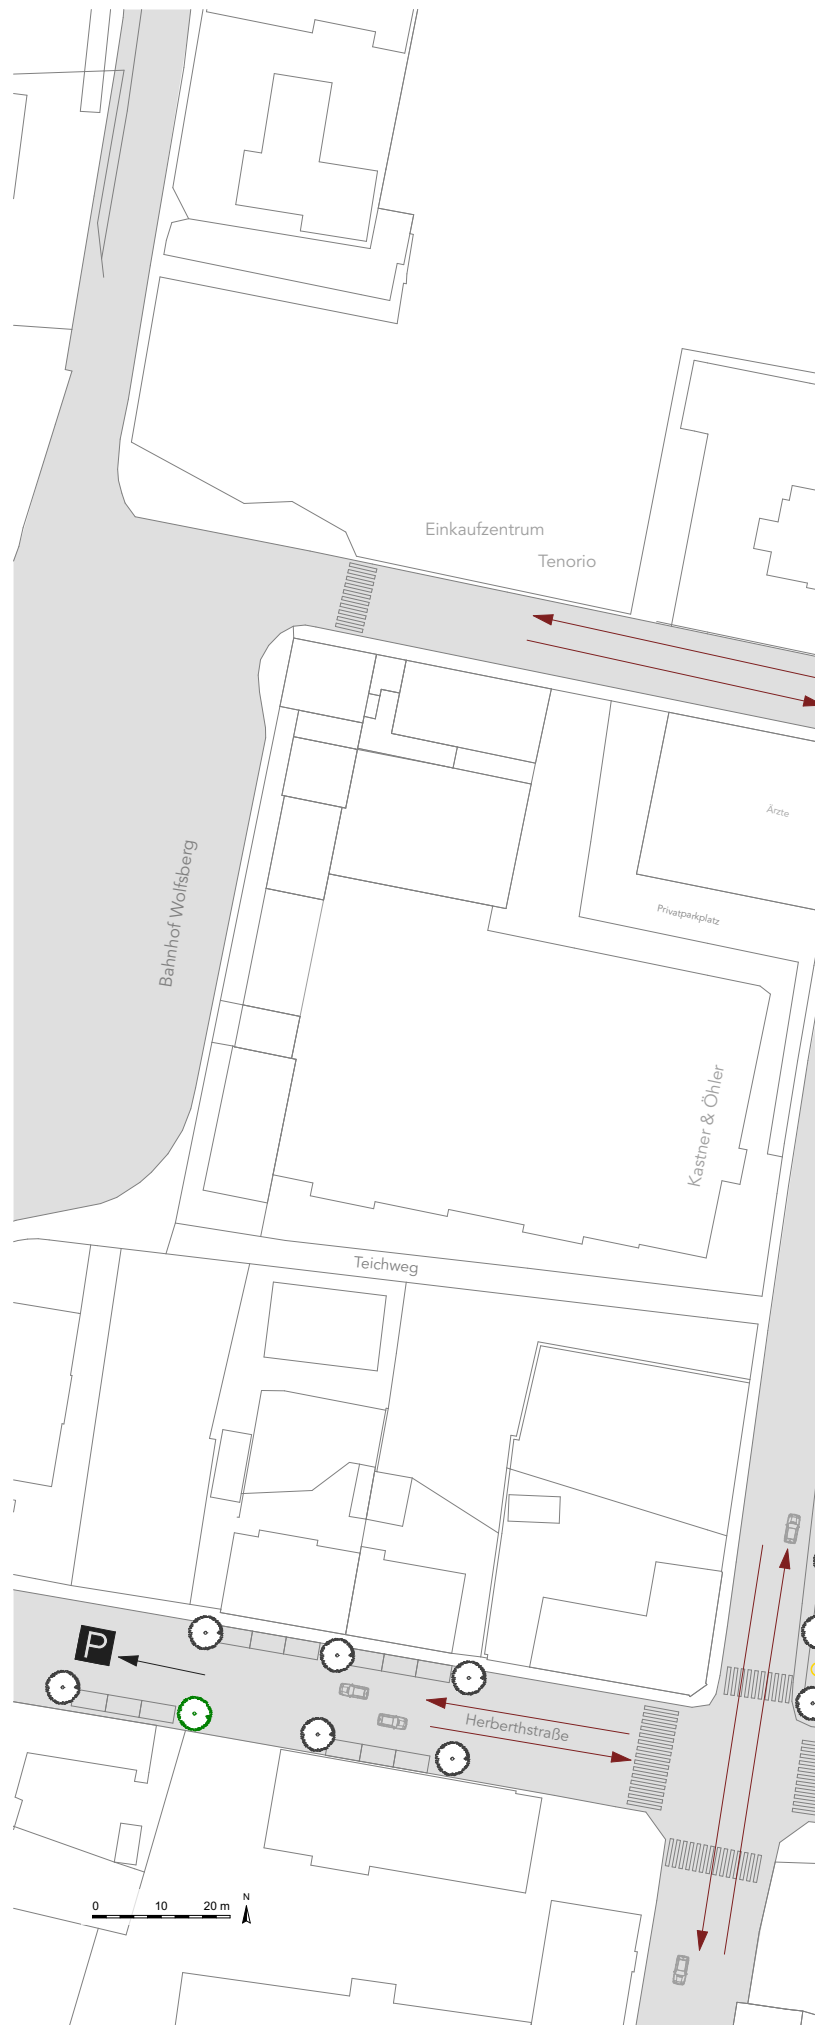 Einkaufzentrum
Tenorio
Ärzte
Bahnhof Wolfsberg
Privatparkplatz
Kastner & Öhler
Teichweg
P
Herberthstraße
0 10 20 m
N